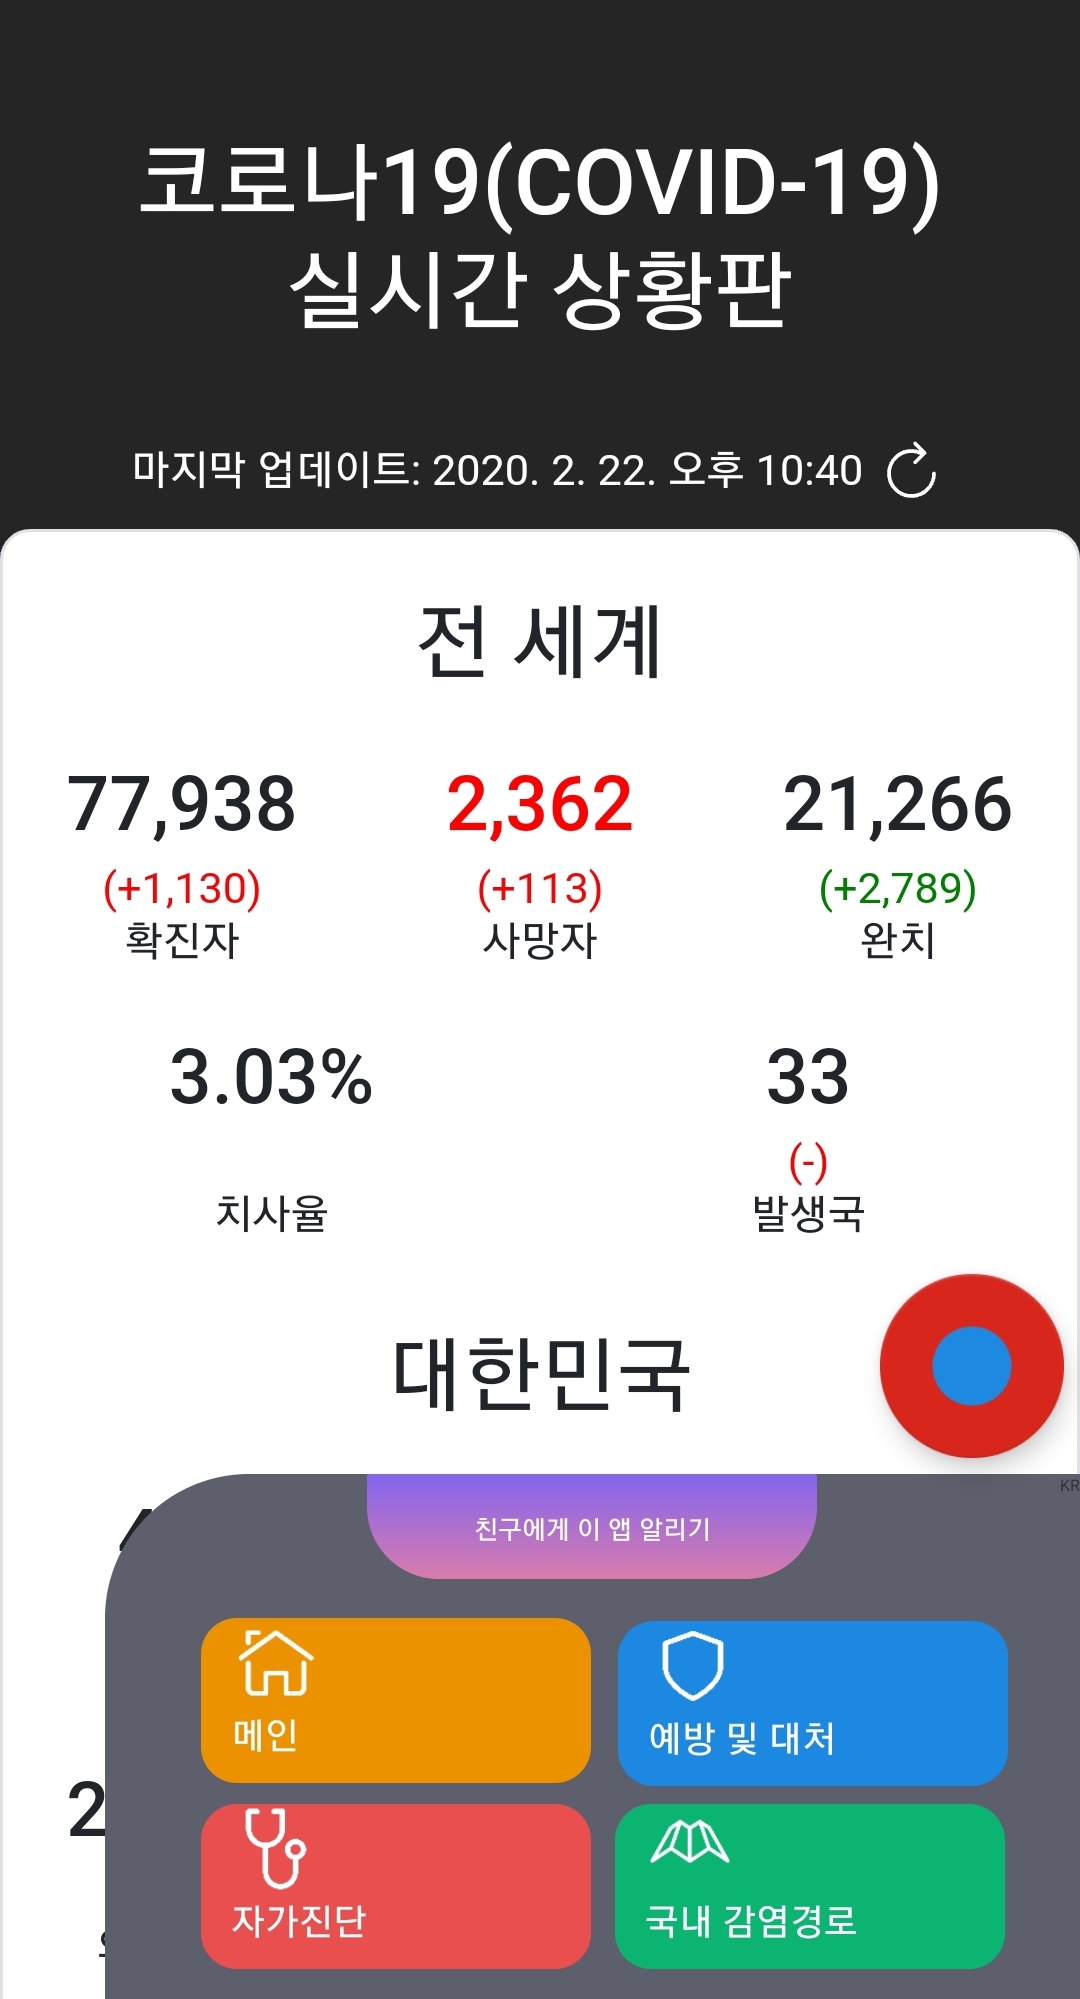 코로나19(COVID-19)
실시간 상황판
마지막 업데이트: 2020. 2. 22. 오후 10:40
전 세계
77,938 2,362 21,266
(+1,130) (+113) (+2,789)
확진자 사망자 완치
3.03% 33
(-)
치사율 발생국
대한민국
KR
친구에게 이 앱 알리기
메인 예방 및 대처
2
자가진단 국내 감염경로